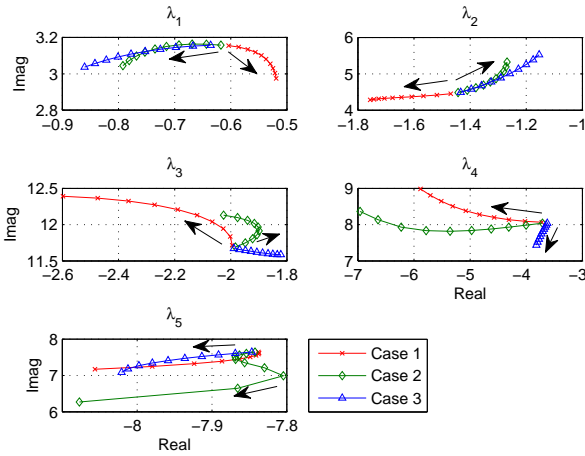 λ1
λ2
3.2
3
2.8
Imag
−0.9 −0.8 −0.7 −0.6 −0.5
6
5
4
−1.8 −1.6 −1.4 −1.2 −1
λ3
λ4
12.5
12
11.5
Imag
−2.6 −2.4 −2.2 −2 −1.8
9
8
7
−7 −6 −5 −4 −3
Real
λ5
8
7
6
Imag
−8 −7.9 −7.8
Real
Case 1
Case 2
Case 3